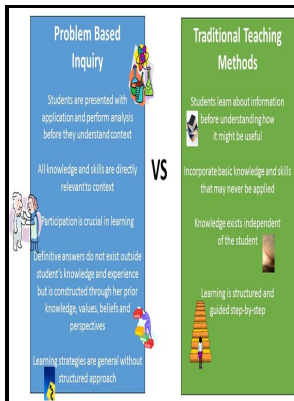 Problem Based
Inquiry
Students are presented with
application and perform analysis
before they understand context
All knowledge and skills are directly
relevant to context
Participation is crucial in learning
Definitive answers do not exist outside
student's knowledge and experience
but is constructed through her prior
knowledge, values, beliefs and
perspectives
Learning strategies are general without
structured approach
VS
Traditional Teaching
Methods
Students learn about information
before understanding how
it might be useful
Incorporate basic knowledge and skills
that may never be applied
Knowledge exists independent
of the student
Learning is structured and
guided step-by-step